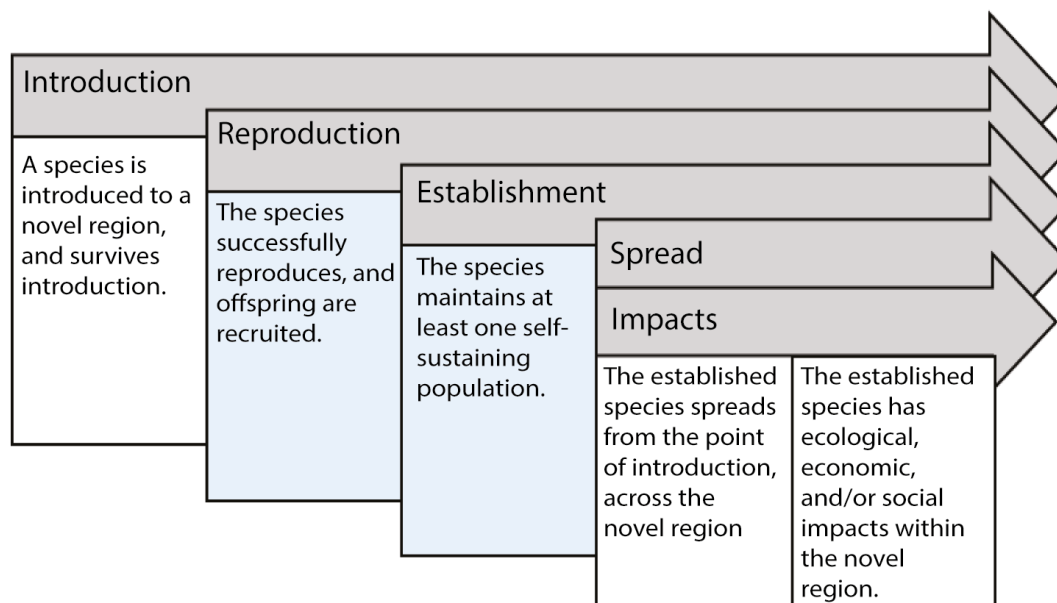 Introduction
A species is
introduced to a
novel region,
and survives
introduction.
Reproduction
The species
successfully
reproduces, and
offspring are
recruited.
Establishment
The species
maintains at
least one self-
sustaining
population.
Spread
Impacts
The established
species spreads
from the point
of introduction,
across the
novel region
The established
species has
ecological,
economic,
and/or social
impacts within
the novel
region.